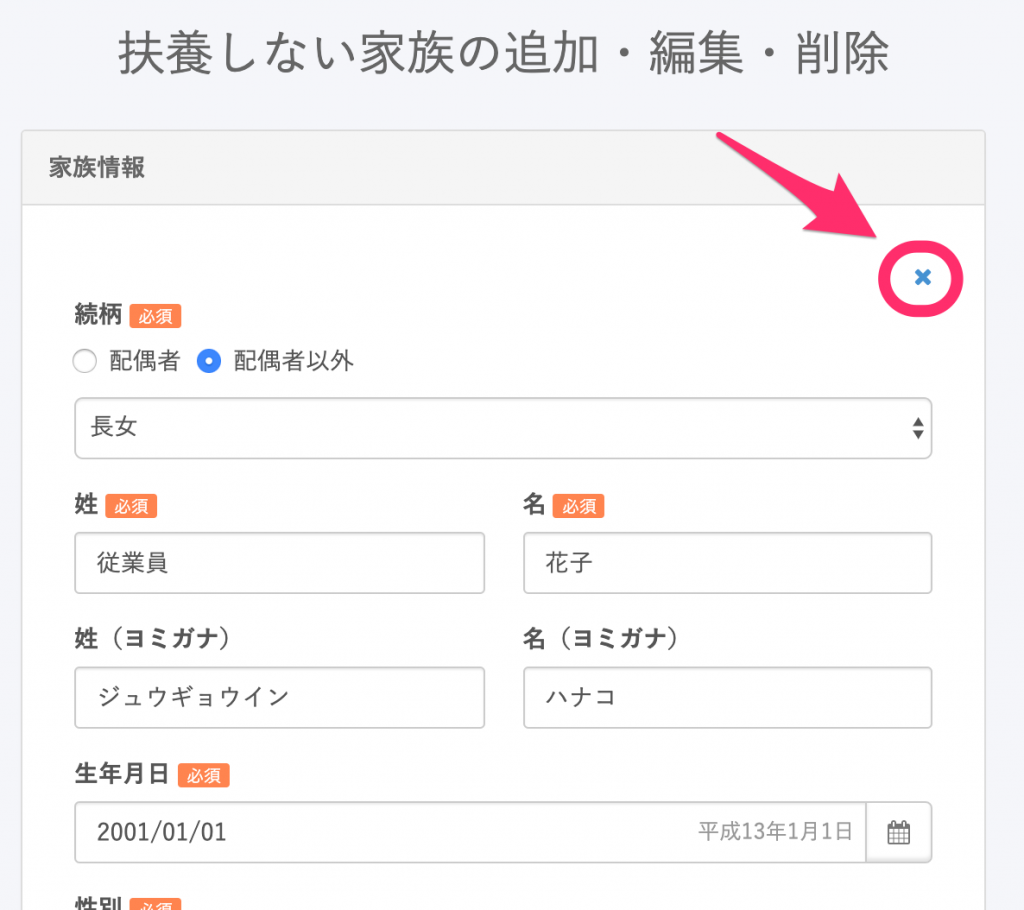 扶養しない家族の追加・編集・削除
家族情報
続柄 必須
配偶者 配偶者以外
長女
姓 必須 名 必須
従業員 花子
姓（ヨミガナ） 名（ヨミガナ）
ジュウギョウイン ハナコ
生年月日 必須
2001/01/01 平成13年1月1日
性別 必須